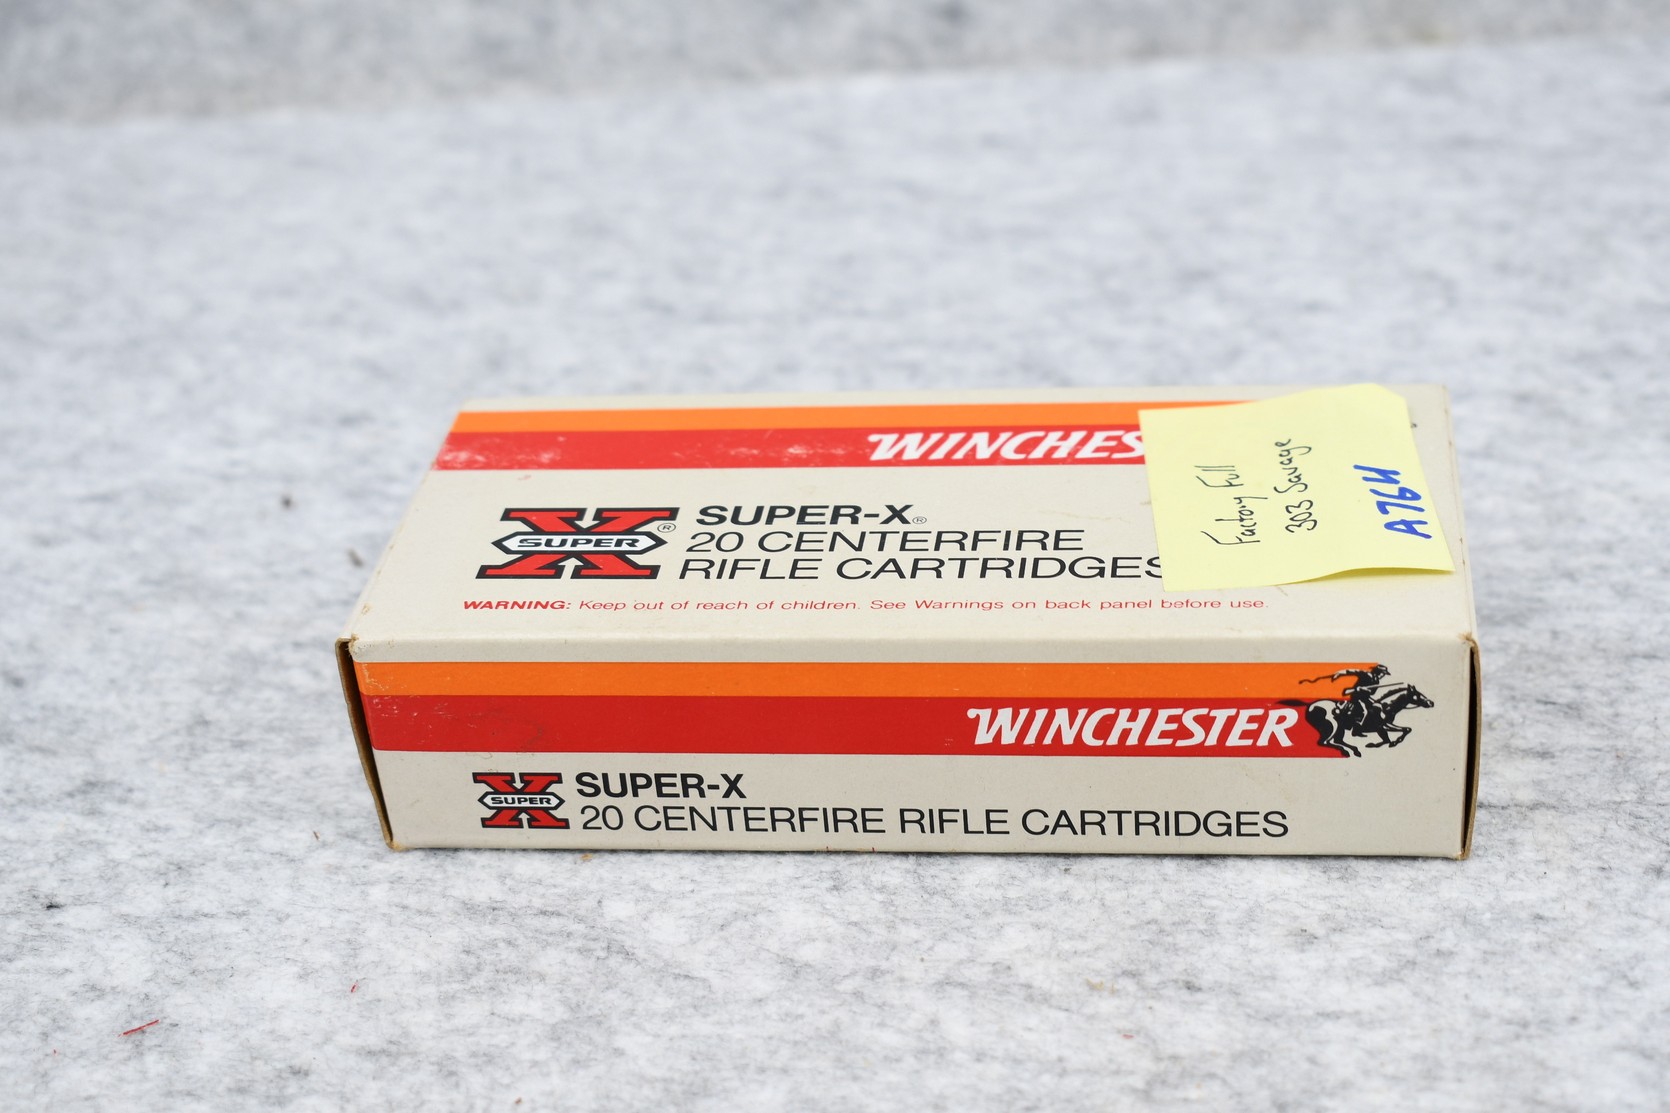 WINCHES
X
SUPER
®
SUPER-X®
20 CENTERFIRE
RIFLE CARTRIDGES
WARNING: Keep out of reach of children. See Warnings on back panel before use.
Factory Full
303 Savage
A764
WINCHESTER
X
SUPER
SUPER-X
20 CENTERFIRE RIFLE CARTRIDGES